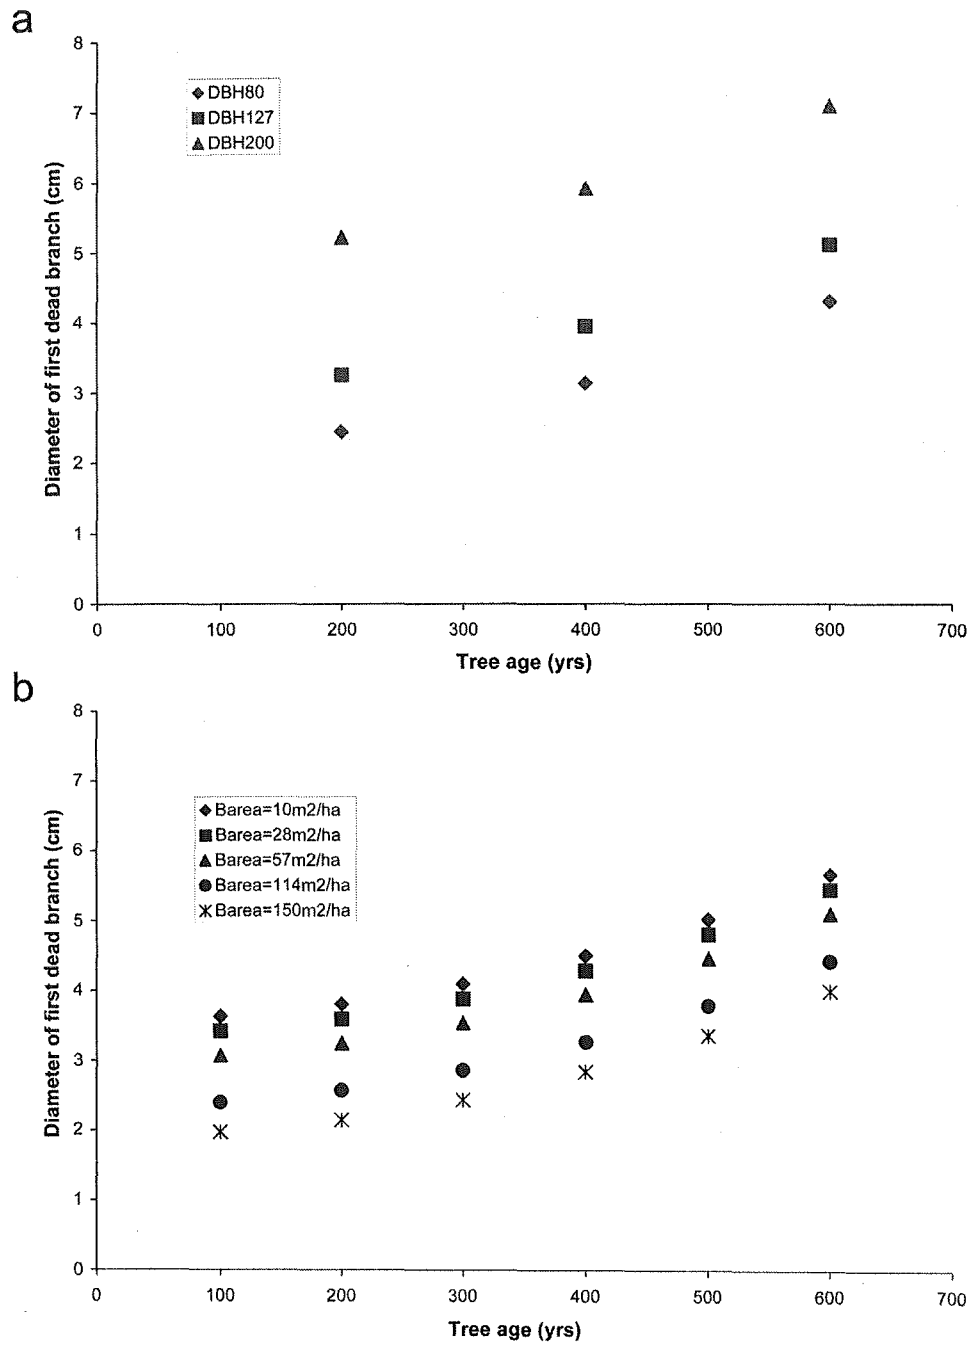 a
8
7
6
5
4
3
2
1
0
Diameter of first dead branch (cm)
DBH80
DBH127
DBH200
0 100 200 300 400 500 600 700
Tree age (yrs)
b
8
7
6
5
4
3
2
1
0
Diameter of first dead branch (cm)
Barea=10m2/ha
Barea=28m2/ha
Barea=57m2/ha
Barea=114m2/ha
Barea=150m2/ha
0 100 200 300 400 500 600 700
Tree age (yrs)